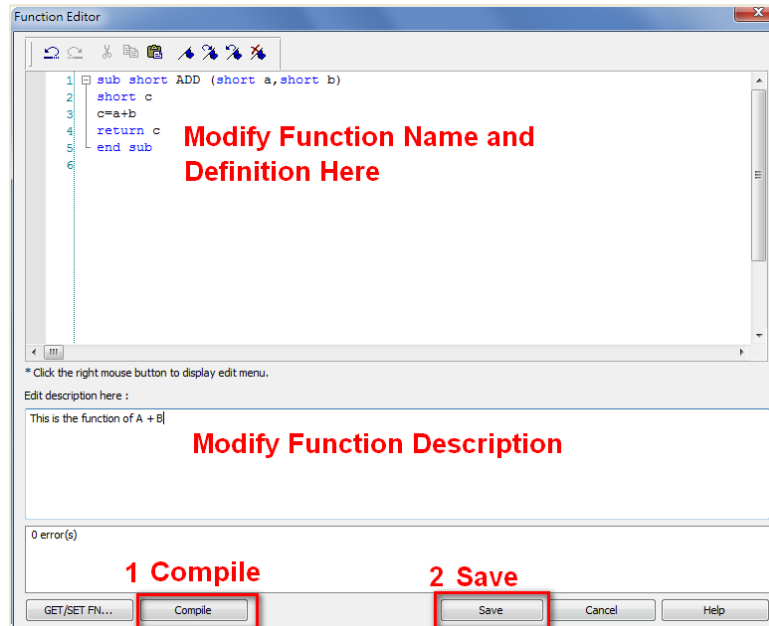 Function Editor
1 sub short ADD (short a,short b)
2 short c
3 c=a+b
4 return c
5 end sub
6
Modify Function Name and
Definition Here
* Click the right mouse button to display edit menu.
Edit description here :
This is the function of A + B
Modify Function Description
0 error(s)
1 Compile
2 Save
GET/SET FN... Compile Save Cancel Help